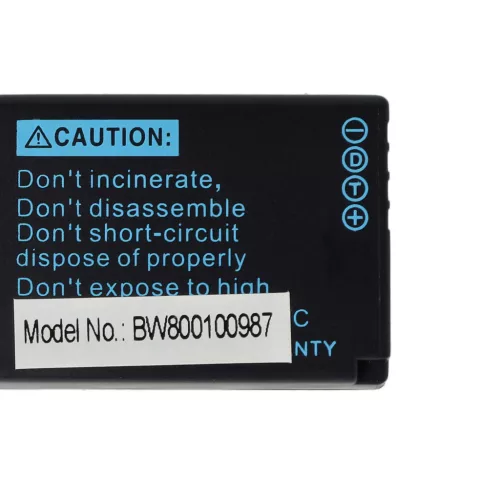 ⚠CAUTION:
Don't incinerate,
Don't disassemble
Don't short-circuit
dispose of properly
Don't expose to high
C
Model No.: BW800100987
NTY
−
D
T
+